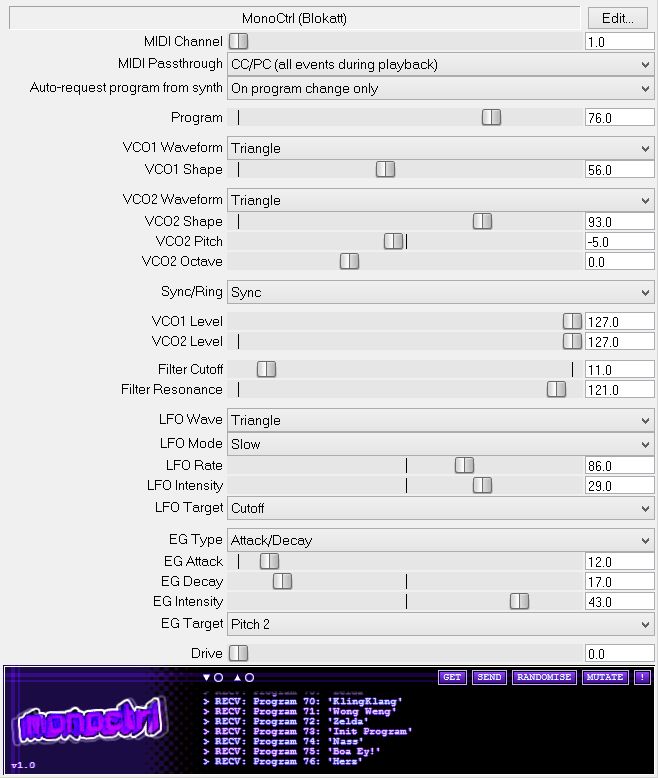 MonoCtrl (Blokatt)
Edit...
MIDI Channel 1.0
MIDI Passthrough CC/PC (all events during playback)
Auto-request program from synth On program change only
Program 76.0
VCO1 Waveform Triangle
VCO1 Shape 56.0
VCO2 Waveform Triangle
VCO2 Shape 93.0
VCO2 Pitch -5.0
VCO2 Octave 0.0
Sync/Ring Sync
VCO1 Level 127.0
VCO2 Level 127.0
Filter Cutoff 11.0
Filter Resonance 121.0
LFO Wave Triangle
LFO Mode Slow
LFO Rate 86.0
LFO Intensity 29.0
LFO Target Cutoff
EG Type Attack/Decay
EG Attack 12.0
EG Decay 17.0
EG Intensity 43.0
EG Target Pitch 2
Drive 0.0
GET SEND RANDOMISE MUTATE !
> RECV: Program 70: 'KlingKlang'
> RECV: Program 71: 'Wong Weng'
> RECV: Program 72: 'Zelda'
> RECV: Program 73: 'Init Program'
> RECV: Program 74: 'Nass'
> RECV: Program 75: 'Boa Ey!'
> RECV: Program 76: 'Herz'
monoctrl
v1.0